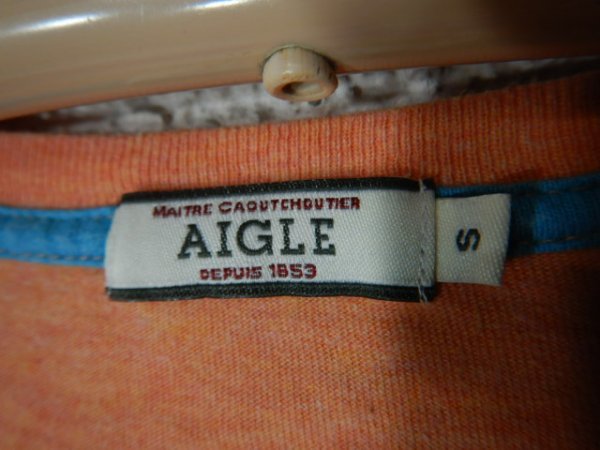 MAITRE CAOUTCHOUTIER
AIGLE
DEPUIS 1853
S